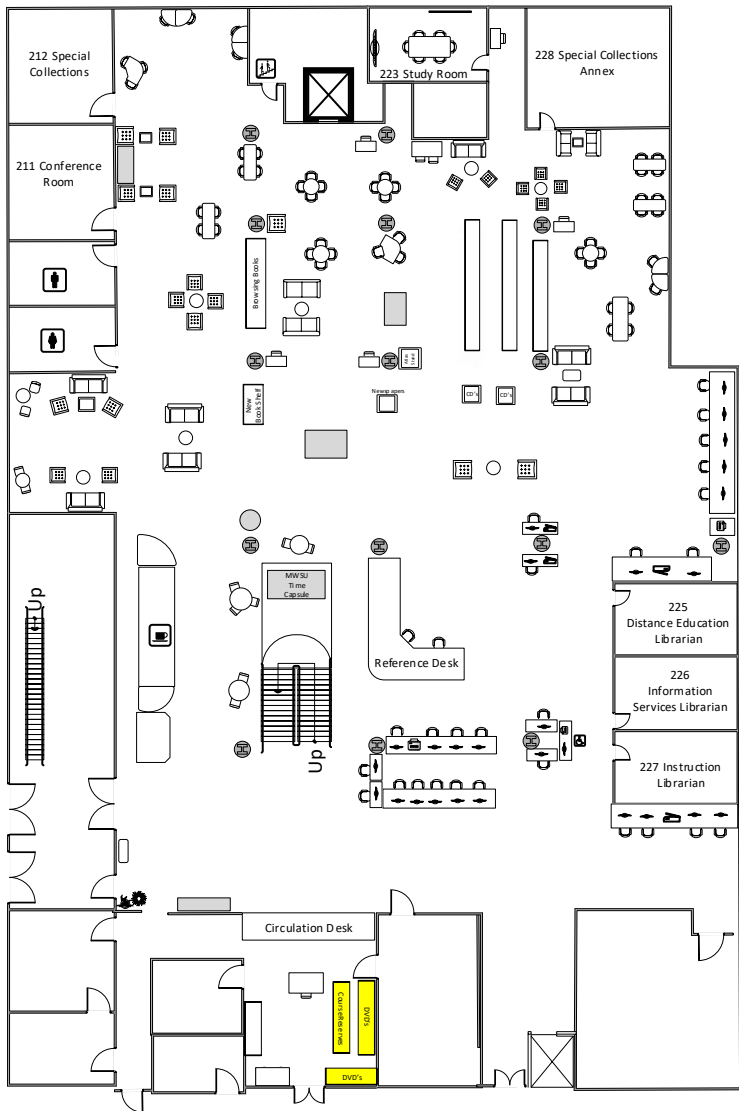 212 Special
Collections
223 Study Room
228 Special Collections
Annex
211 Conference
Room
Browsing Books
Atlas
Stand
New
Book Shelf
Newspapers
CD's
CD's
Up
MWSU
Time
Capsule
225
Distance Education
Librarian
Reference Desk
226
Information
Services Librarian
Up
227 Instruction
Librarian
Circulation Desk
Course Reserves
DVD's
DVD's